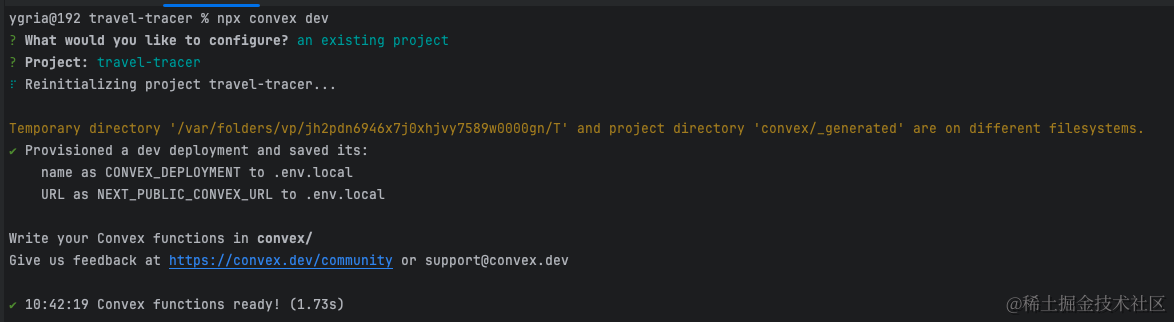 ygria@192 travel-tracer % npx convex dev
? What would you like to configure? an existing project
? Project: travel-tracer
⠏ Reinitializing project travel-tracer...
Temporary directory '/var/folders/vp/jh2pdn6946x7j0xhjvy7589w0000gn/T' and project directory 'convex/_generated' are on different filesystems.
✔ Provisioned a dev deployment and saved its:
    name as CONVEX_DEPLOYMENT to .env.local
    URL as NEXT_PUBLIC_CONVEX_URL to .env.local
Write your Convex functions in convex/
Give us feedback at https://convex.dev/community or support@convex.dev
✔ 10:42:19 Convex functions ready! (1.73s)
@稀土掘金技术社区